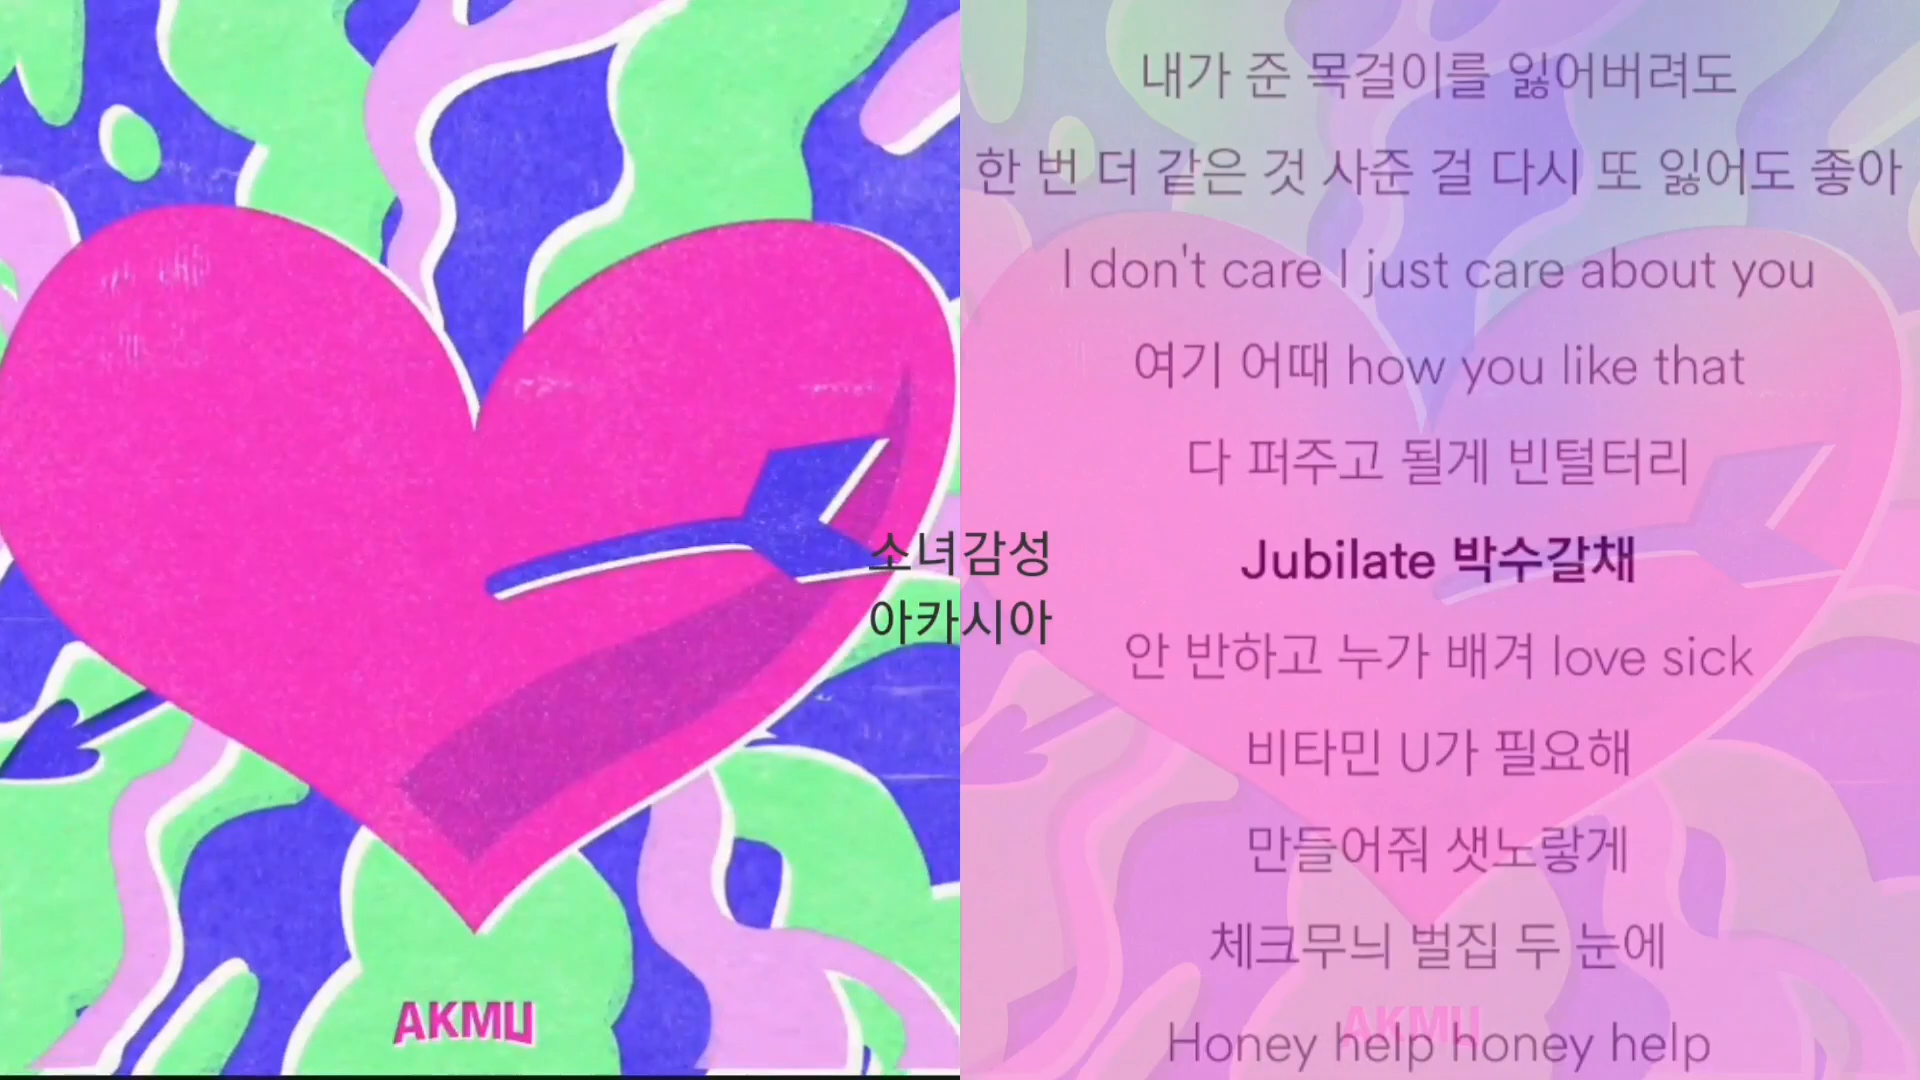 AKMU
소녀감성
아카시아
내가 준 목걸이를 잃어버려도
한 번 더 같은 것 사준 걸 다시 또 잃어도 좋아
I don't care I just care about you
여기 어때 how you like that
다 퍼주고 될게 빈털터리
Jubilate 박수갈채
안 반하고 누가 배겨 love sick
비타민 U가 필요해
만들어줘 샛노랗게
체크무늬 벌집 두 눈에
AKMU
Honey help honey help